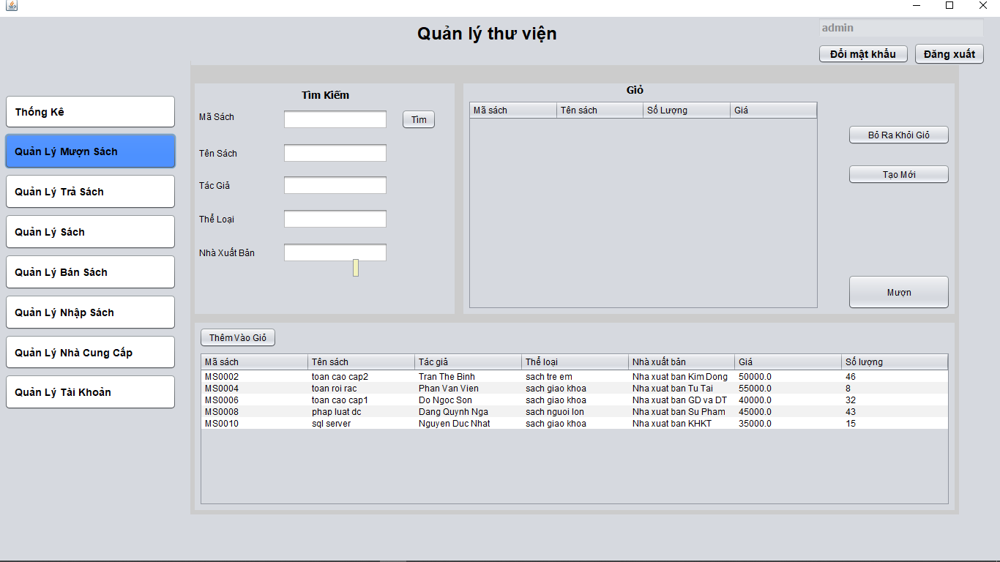 Quản lý thư viện
admin
Đổi mật khẩu
Đăng xuất
Thống Kê
Quản Lý Mượn Sách
Quản Lý Trả Sách
Quản Lý Sách
Quản Lý Bán Sách
Quản Lý Nhập Sách
Quản Lý Nhà Cung Cấp
Quản Lý Tài Khoản
Tìm Kiếm
Mã Sách
Tìm
Tên Sách
Tác Giả
Thể Loại
Nhà Xuất Bản
Giỏ
Mã sách Tên sách Số Lượng Giá
Bỏ Ra Khỏi Giỏ
Tạo Mới
Mượn
Thêm Vào Giỏ
Mã sách Tên sách Tác giả Thể loại Nhà xuất bản Giá Số lượng
MS0002 toan cao cap2 Tran The Binh sach tre em Nha xuat ban Kim Dong 50000.0 46
MS0004 toan roi rac Phan Van Vien sach giao khoa Nha xuat ban Tu Tai 55000.0 8
MS0006 toan cao cap1 Do Ngoc Son sach giao khoa Nha xuat ban GD va DT 40000.0 32
MS0008 phap luat dc Dang Quynh Nga sach nguoi lon Nha xuat ban Su Pham 45000.0 43
MS0010 sql server Nguyen Duc Nhat sach giao khoa Nha xuat ban KHKT 35000.0 15